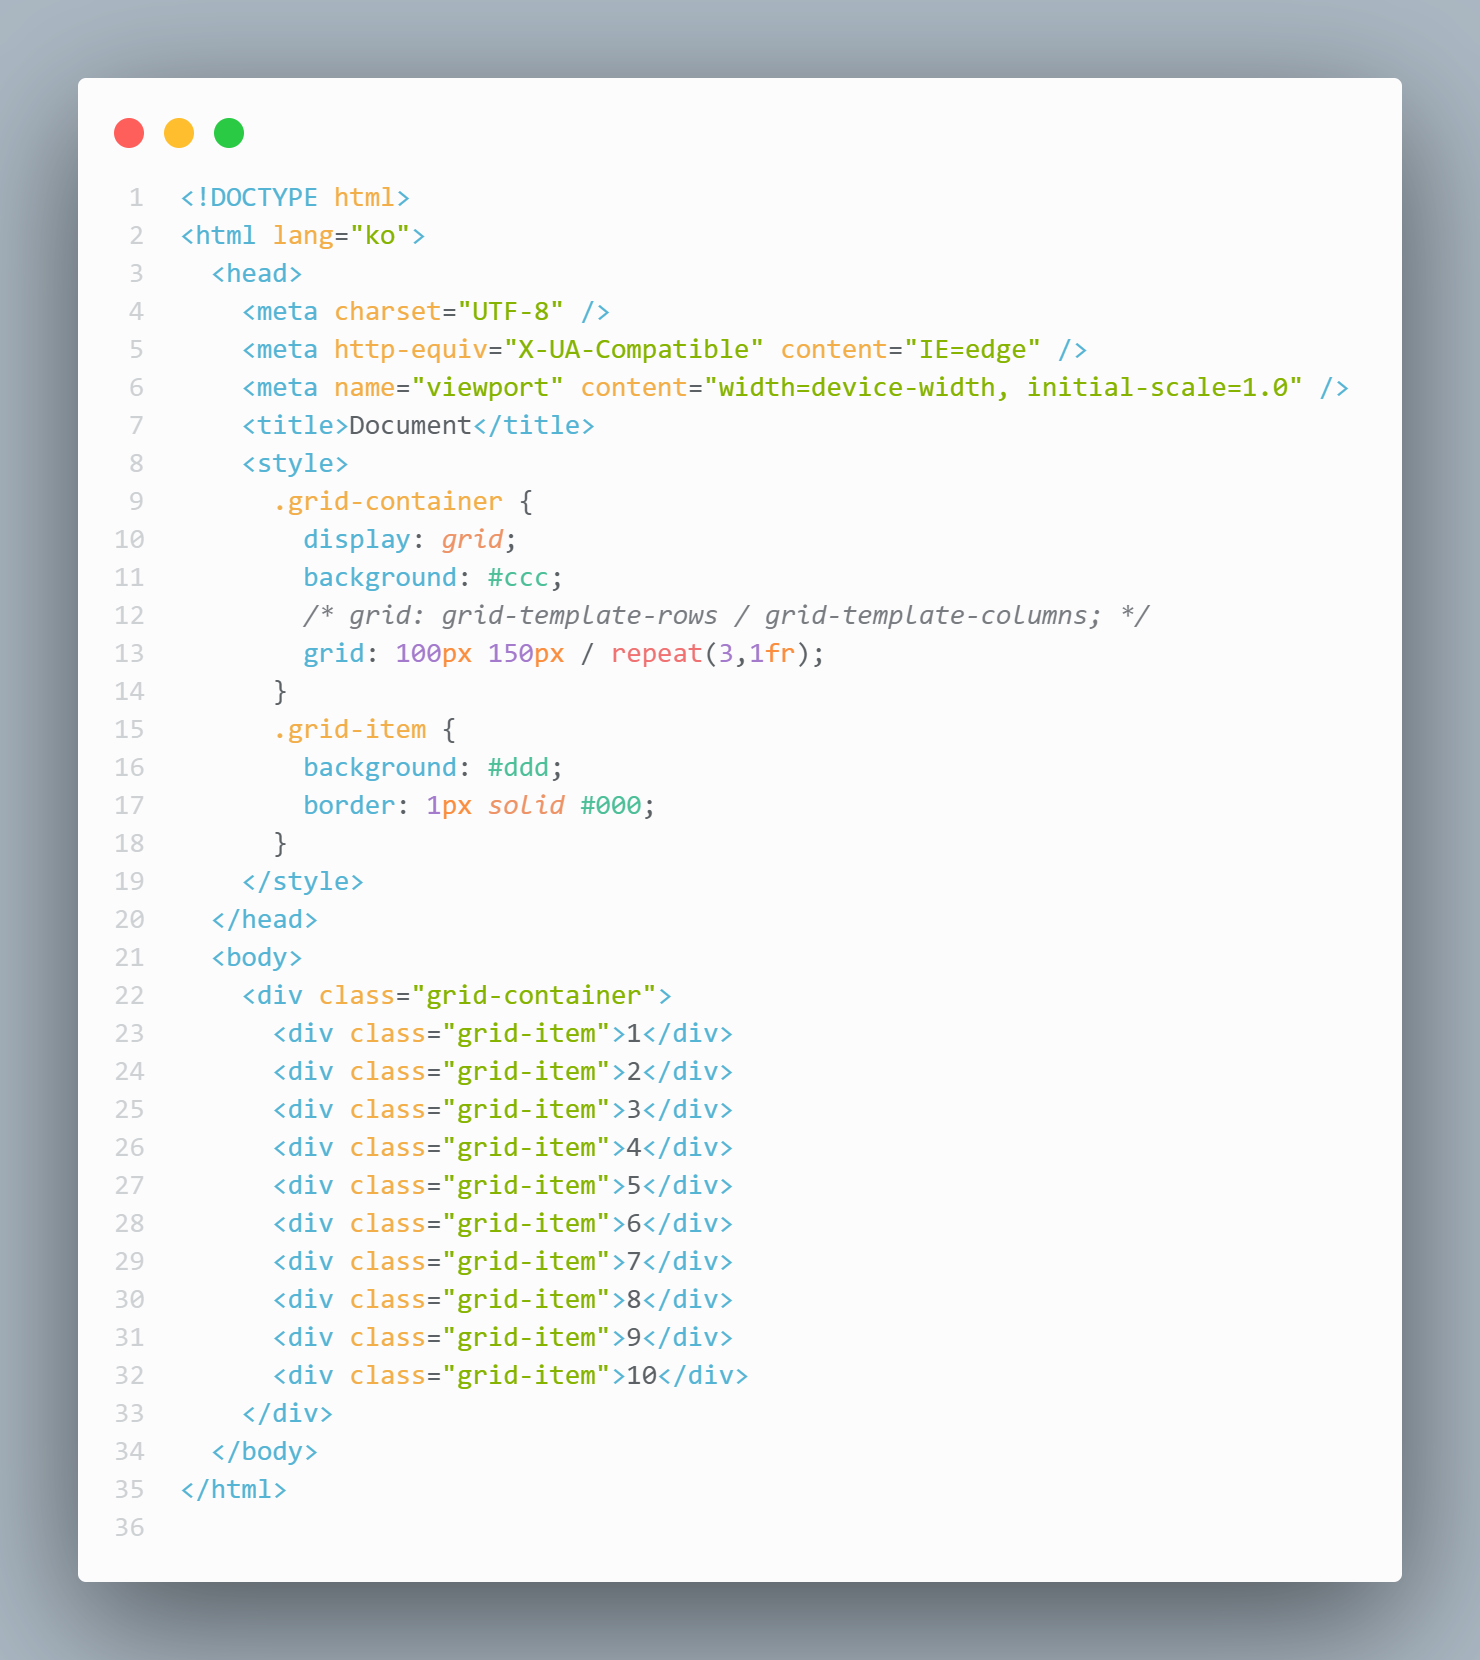 1 <!DOCTYPE html>
2 <html lang="ko">
3   <head>
4     <meta charset="UTF-8" />
5     <meta http-equiv="X-UA-Compatible" content="IE=edge" />
6     <meta name="viewport" content="width=device-width, initial-scale=1.0" />
7     <title>Document</title>
8     <style>
9       .grid-container {
10         display: grid;
11         background: #ccc;
12         /* grid: grid-template-rows / grid-template-columns; */
13         grid: 100px 150px / repeat(3,1fr);
14       }
15       .grid-item {
16         background: #ddd;
17         border: 1px solid #000;
18       }
19     </style>
20   </head>
21   <body>
22     <div class="grid-container">
23       <div class="grid-item">1</div>
24       <div class="grid-item">2</div>
25       <div class="grid-item">3</div>
26       <div class="grid-item">4</div>
27       <div class="grid-item">5</div>
28       <div class="grid-item">6</div>
29       <div class="grid-item">7</div>
30       <div class="grid-item">8</div>
31       <div class="grid-item">9</div>
32       <div class="grid-item">10</div>
33     </div>
34   </body>
35 </html>
36